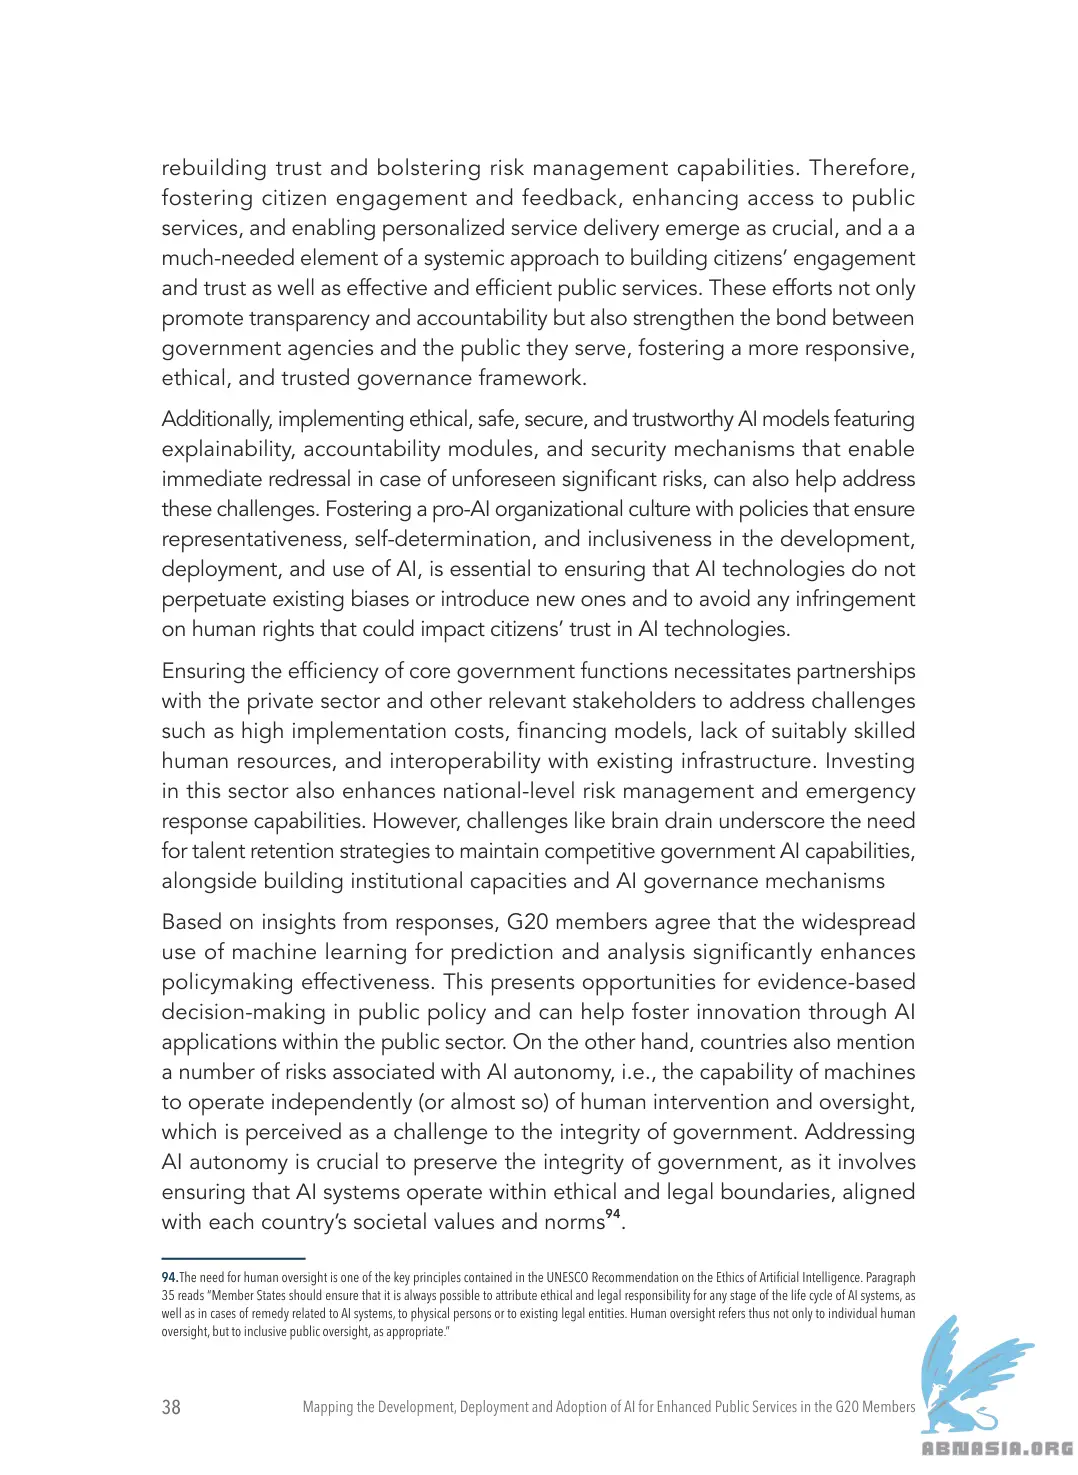 rebuilding trust and bolstering risk management capabilities. Therefore,
fostering citizen engagement and feedback, enhancing access to public
services, and enabling personalized service delivery emerge as crucial, and a a
much-needed element of a systemic approach to building citizens’ engagement
and trust as well as effective and efficient public services. These efforts not only
promote transparency and accountability but also strengthen the bond between
government agencies and the public they serve, fostering a more responsive,
ethical, and trusted governance framework.
Additionally, implementing ethical, safe, secure, and trustworthy AI models featuring
explainability, accountability modules, and security mechanisms that enable
immediate redressal in case of unforeseen significant risks, can also help address
these challenges. Fostering a pro-AI organizational culture with policies that ensure
representativeness, self-determination, and inclusiveness in the development,
deployment, and use of AI, is essential to ensuring that AI technologies do not
perpetuate existing biases or introduce new ones and to avoid any infringement
on human rights that could impact citizens’ trust in AI technologies.
Ensuring the efficiency of core government functions necessitates partnerships
with the private sector and other relevant stakeholders to address challenges
such as high implementation costs, financing models, lack of suitably skilled
human resources, and interoperability with existing infrastructure. Investing
in this sector also enhances national-level risk management and emergency
response capabilities. However, challenges like brain drain underscore the need
for talent retention strategies to maintain competitive government AI capabilities,
alongside building institutional capacities and AI governance mechanisms
Based on insights from responses, G20 members agree that the widespread
use of machine learning for prediction and analysis significantly enhances
policymaking effectiveness. This presents opportunities for evidence-based
decision-making in public policy and can help foster innovation through AI
applications within the public sector. On the other hand, countries also mention
a number of risks associated with AI autonomy, i.e., the capability of machines
to operate independently (or almost so) of human intervention and oversight,
which is perceived as a challenge to the integrity of government. Addressing
AI autonomy is crucial to preserve the integrity of government, as it involves
ensuring that AI systems operate within ethical and legal boundaries, aligned
with each country’s societal values and norms94.
94.The need for human oversight is one of the key principles contained in the UNESCO Recommendation on the Ethics of Artificial Intelligence. Paragraph
35 reads “Member States should ensure that it is always possible to attribute ethical and legal responsibility for any stage of the life cycle of AI systems, as
well as in cases of remedy related to AI systems, to physical persons or to existing legal entities. Human oversight refers thus not only to individual human
oversight, but to inclusive public oversight, as appropriate.”
38
Mapping the Development, Deployment and Adoption of AI for Enhanced Public Services in the G20 Members
ABNASIA.ORG